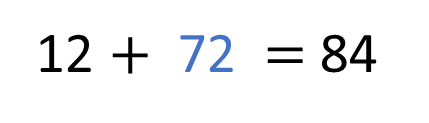 12 + 72 = 84